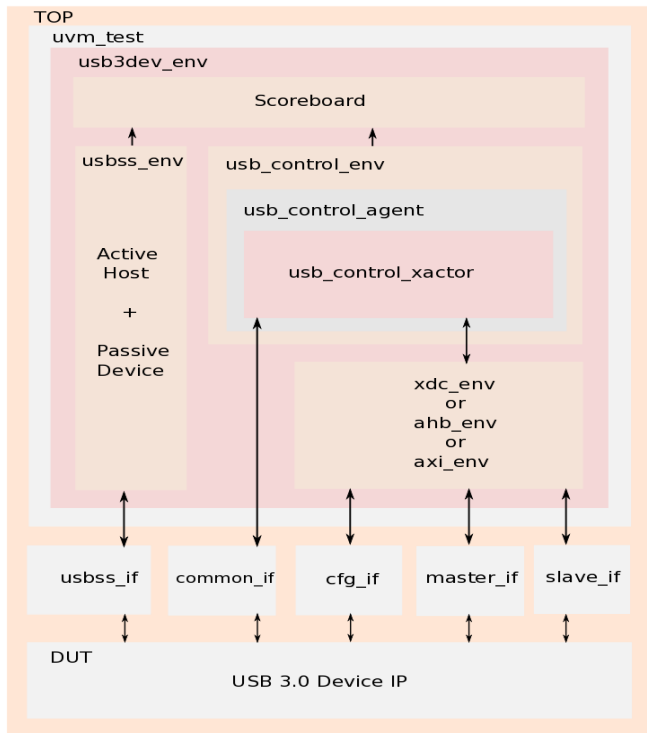 TOP
uvm_test
usb3dev_env
Scoreboard
usbss_env
Active
Host
+
Passive
Device
usb_control_env
usb_control_agent
usb_control_xactor
xdc_env
or
ahb_env
or
axi_env
usbss_if
common_if
cfg_if
master_if
slave_if
DUT
USB 3.0 Device IP